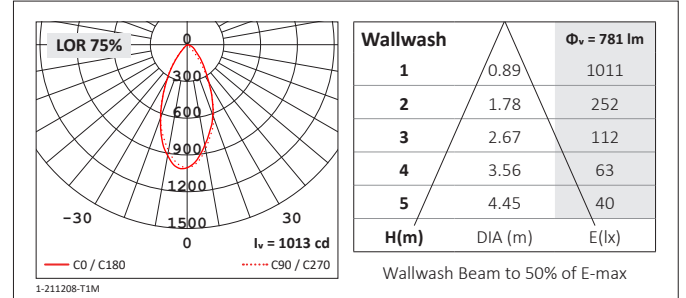 LOR 75%
0
300
600
900
1200
1500
-30
0
30
Iv = 1013 cd
C0 / C180
C90 / C270
1-211208-T1M
Wallwash Φv = 781 lm
1 0.89 1011
2 1.78 252
3 2.67 112
4 3.56 63
5 4.45 40
H(m) DIA (m) E(lx)
Wallwash Beam to 50% of E-max